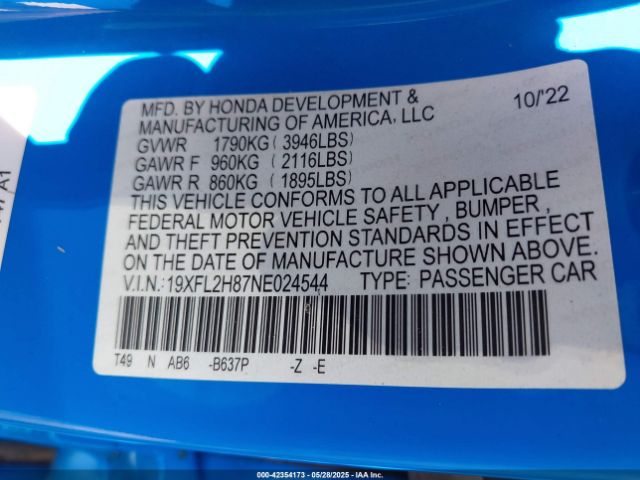 MFD. BY HONDA DEVELOPMENT & 10/'22
MANUFACTURING OF AMERICA, LLC
GVWR 1790KG ( 3946LBS)
GAWR F 960KG ( 2116LBS)
GAWR R 860KG ( 1895LBS)
THIS VEHICLE CONFORMS TO ALL APPLICABLE
FEDERAL MOTOR VEHICLE SAFETY , BUMPER ,
AND THEFT PREVENTION STANDARDS IN EFFECT
ON THE DATE OF MANUFACTURE SHOWN ABOVE.
V.I.N.:19XFL2H87NE024544 TYPE: PASSENGER CAR
T49 N AB6 -B637P -Z -E
A1
000-42354173 - 05/28/2025 - IAA Inc.